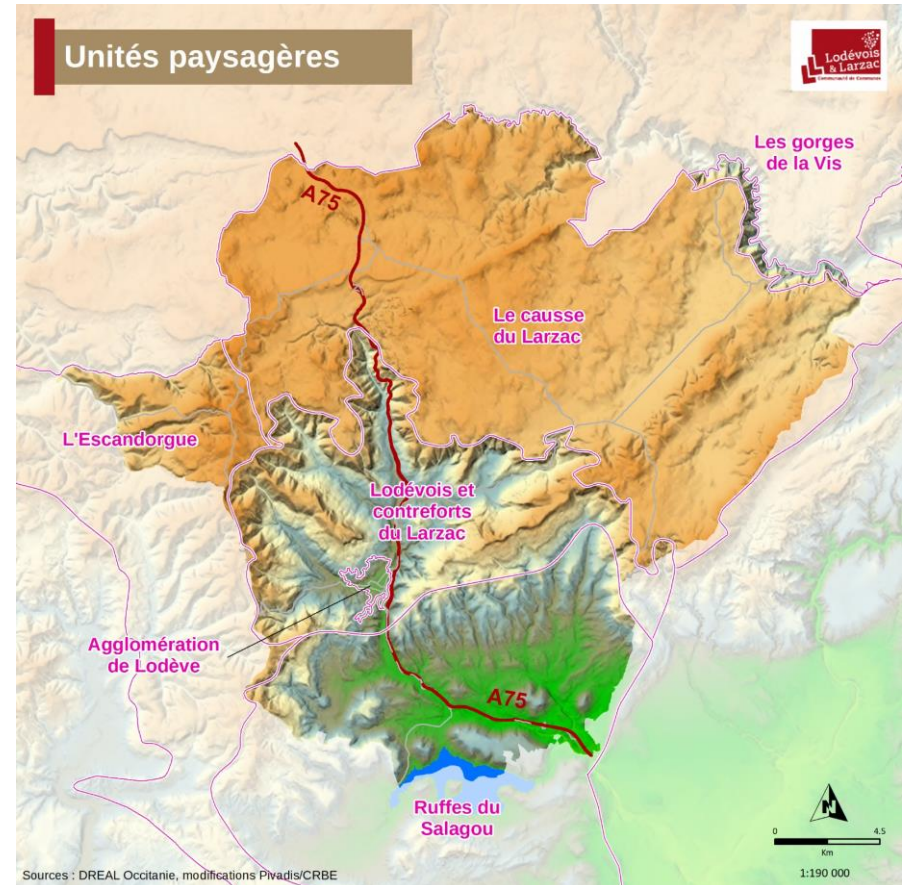 Unités paysagères
Lodévois
& Larzac
Communauté de Communes
Les gorges
de la Vis
A75
Le causse
du Larzac
L'Escandorgue
Lodévois et
contreforts
du Larzac
Agglomération
de Lodève
A75
Ruffes du
Salagou
N
0 4.5
Km
1:190 000
Sources : DREAL Occitanie, modifications Pivadis/CRBE